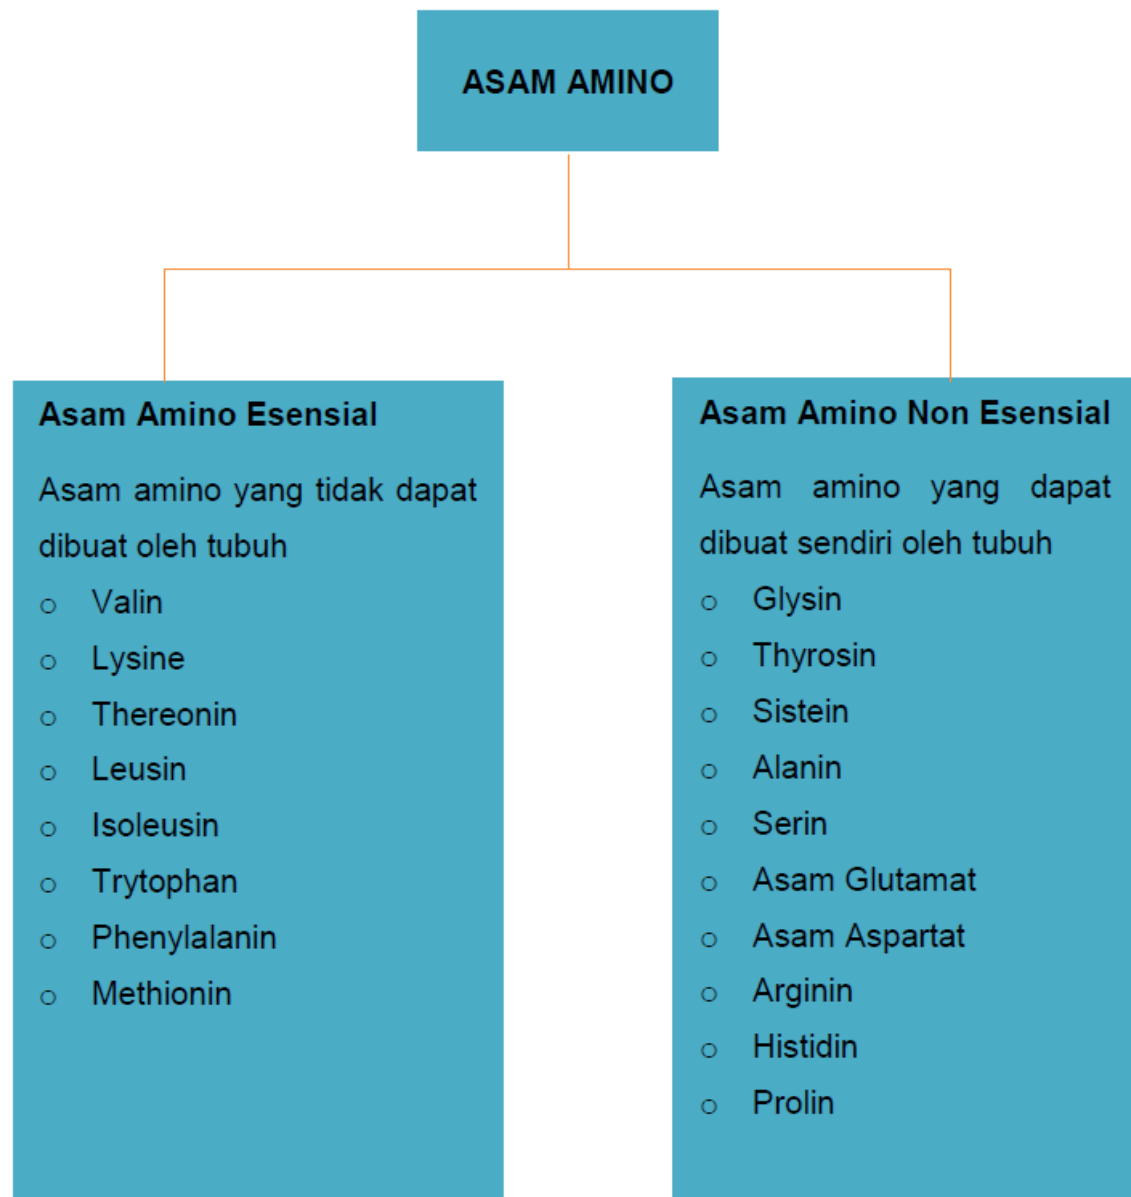 ASAM AMINO
Asam Amino Esensial
Asam amino yang tidak dapat
dibuat oleh tubuh
o Valin
o Lysine
o Thereonin
o Leusin
o Isoleusin
o Trytophan
o Phenylalanin
o Methionin
Asam Amino Non Esensial
Asam amino yang dapat
dibuat sendiri oleh tubuh
o Glysin
o Thyrosin
o Sistein
o Alanin
o Serin
o Asam Glutamat
o Asam Aspartat
o Arginin
o Histidin
o Prolin